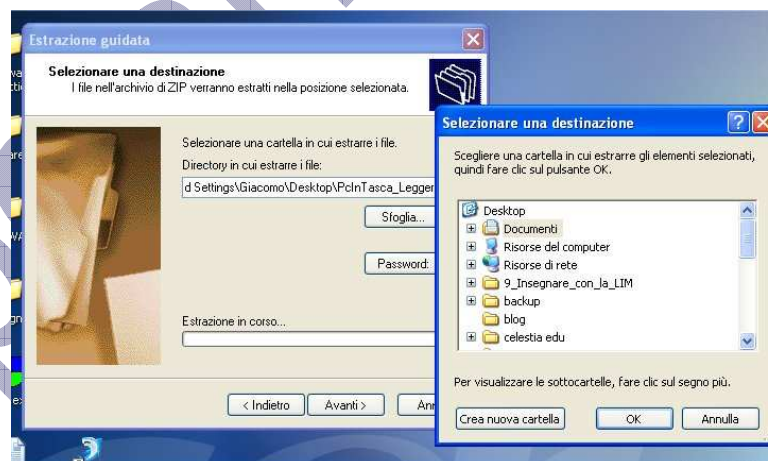 Estrazione guidata
Selezionare una destinazione
I file nell'archivio di ZIP verranno estratti nella posizione selezionata.
Selezionare una cartella in cui estrarre i file.
Directory in cui estrarre i file:
d Settings\Giacomo\Desktop\PcInTasca_Legger
Sfoglia...
Password:
Estrazione in corso...
< Indietro
Avanti >
Selezionare una destinazione
Scegliere una cartella in cui estrarre gli elementi selezionati,
quindi fare clic sul pulsante OK.
Desktop
Documenti
Risorse del computer
Risorse di rete
9_Insegnare_con_la_LIM
backup
blog
celestia edu
Per visualizzare le sottocartelle, fare clic sul segno più.
Crea nuova cartella
OK
Annulla